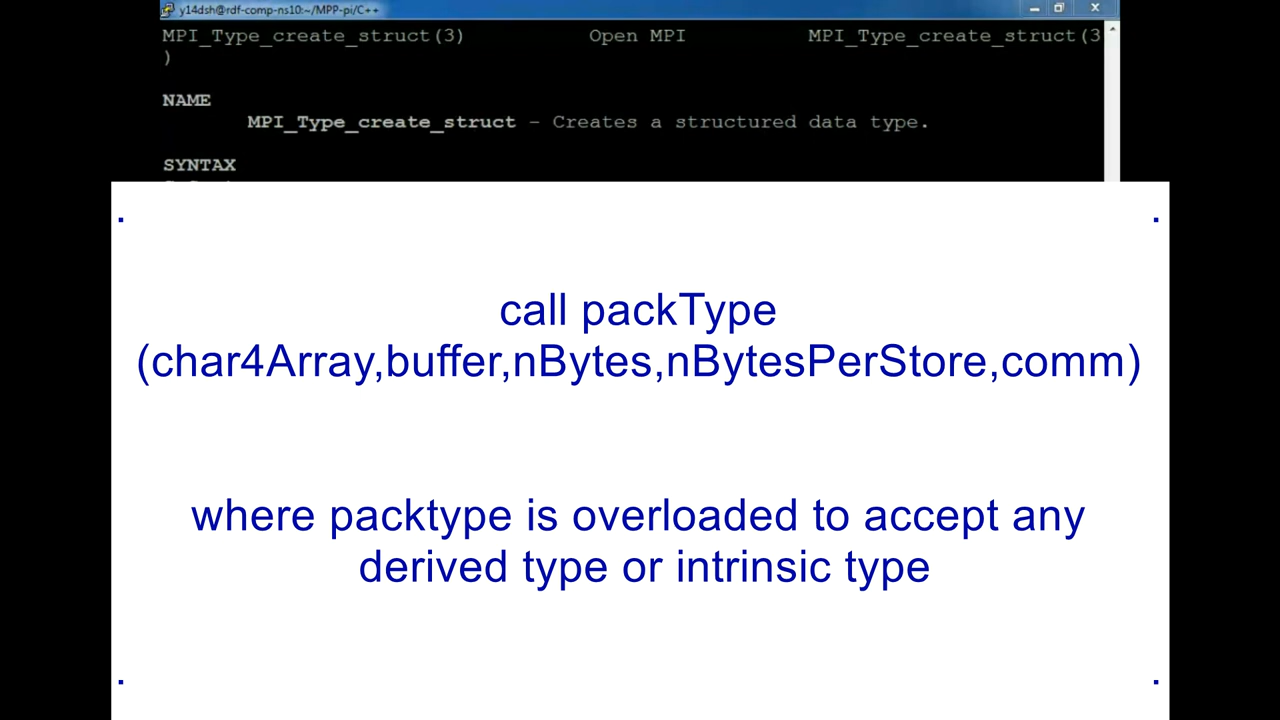 y14dsh@rdf-comp-ns10:~/MPP-pi/C++
MPI_Type_create_struct(3) Open MPI MPI_Type_create_struct(3
)
NAME
MPI_Type_create_struct - Creates a structured data type.
SYNTAX
call packType
(char4Array,buffer,nBytes,nBytesPerStore,comm)
where packtype is overloaded to accept any
derived type or intrinsic type